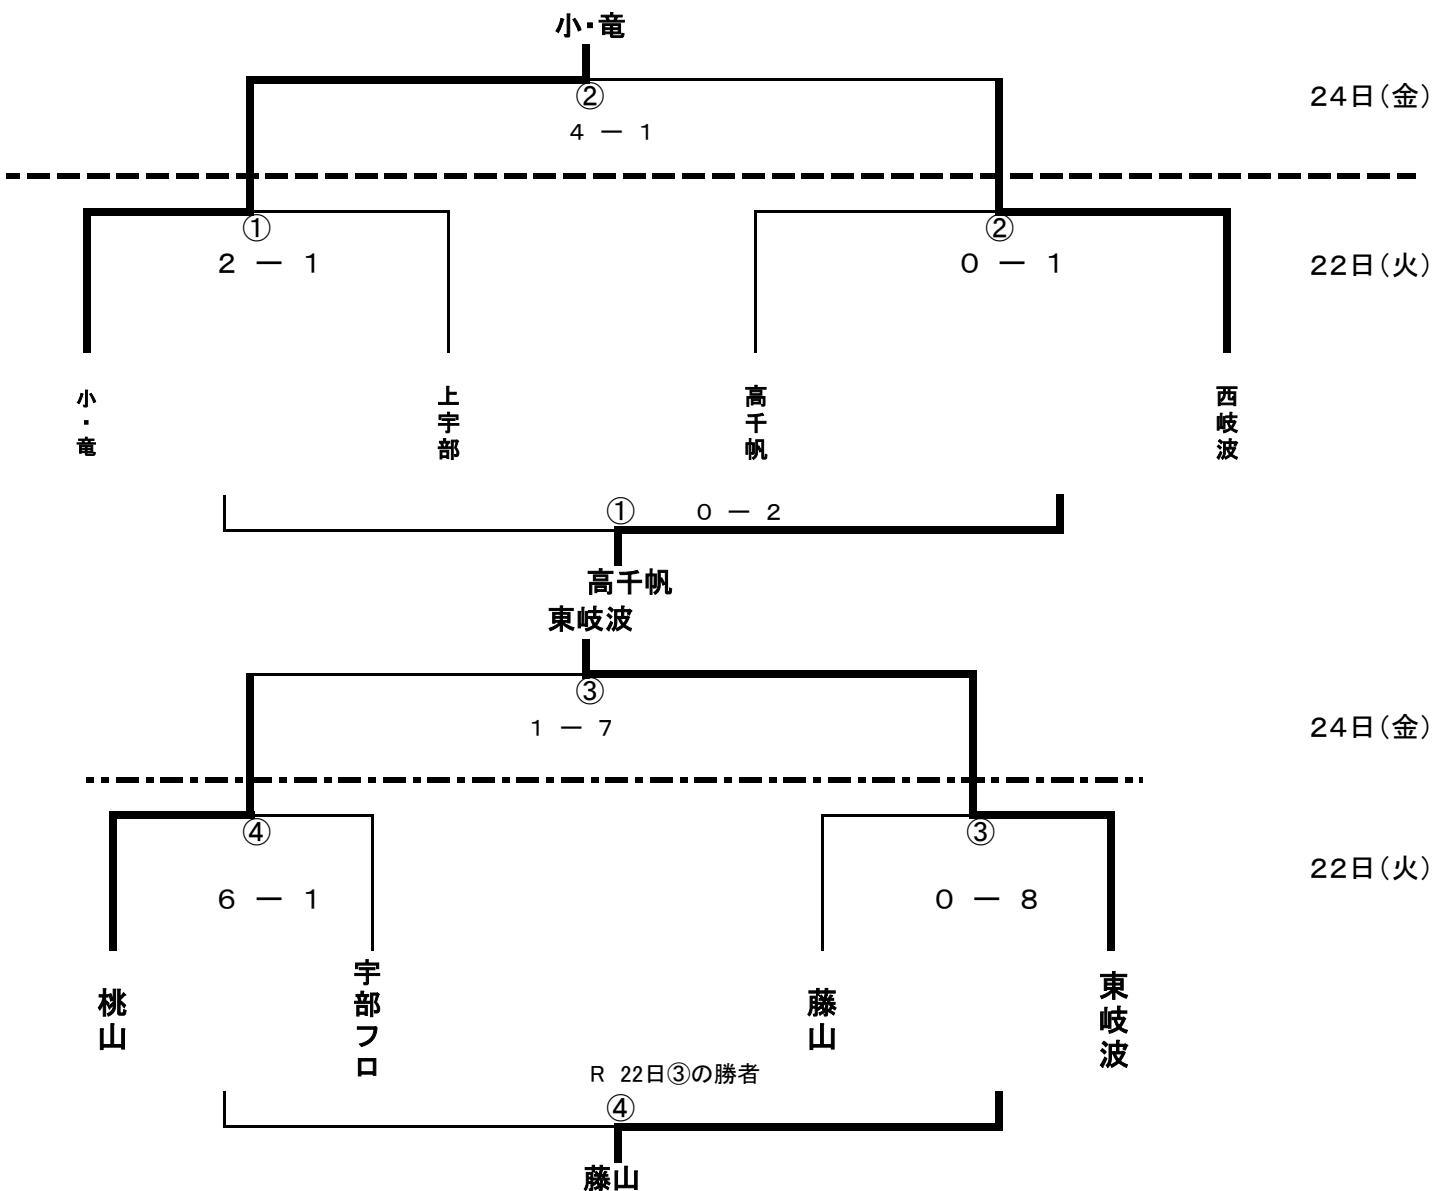 小・竜
②
24日(金)
4 － 1
①
②
2 － 1
0 － 1
22日(火)
小・竜
上宇部
高千帆
西岐波
①
0 － 2
高千帆
東岐波
③
1 － 7
24日(金)
④
③
22日(火)
6 － 1
0 － 8
桃山
宇部フロ
藤山
東岐波
R 22日③の勝者
④
藤山